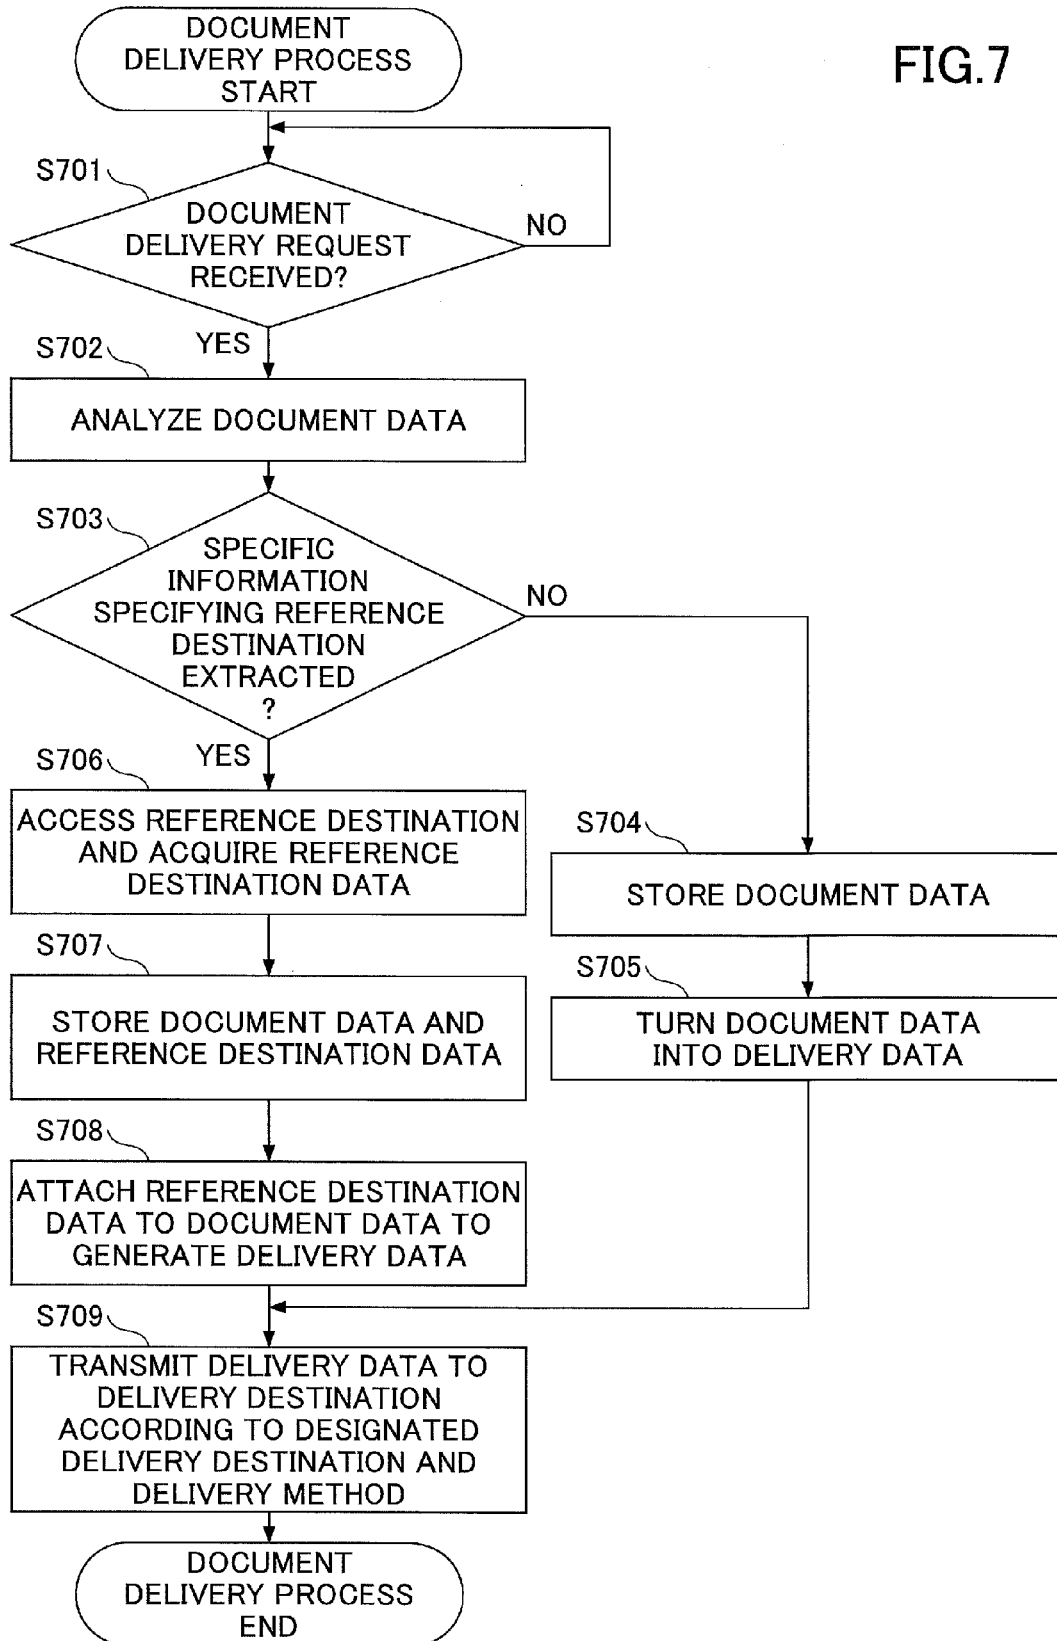 DOCUMENT
DELIVERY PROCESS
START
FIG.7
S701
DOCUMENT
DELIVERY REQUEST
RECEIVED?
NO
YES
S702
ANALYZE DOCUMENT DATA
S703
SPECIFIC
INFORMATION
SPECIFYING REFERENCE
DESTINATION
EXTRACTED
?
NO
YES
S706
ACCESS REFERENCE DESTINATION
AND ACQUIRE REFERENCE
DESTINATION DATA
S704
STORE DOCUMENT DATA
S707
STORE DOCUMENT DATA AND
REFERENCE DESTINATION DATA
S705
TURN DOCUMENT DATA
INTO DELIVERY DATA
S708
ATTACH REFERENCE DESTINATION
DATA TO DOCUMENT DATA TO
GENERATE DELIVERY DATA
S709
TRANSMIT DELIVERY DATA TO
DELIVERY DESTINATION
ACCORDING TO DESIGNATED
DELIVERY DESTINATION AND
DELIVERY METHOD
DOCUMENT
DELIVERY PROCESS
END